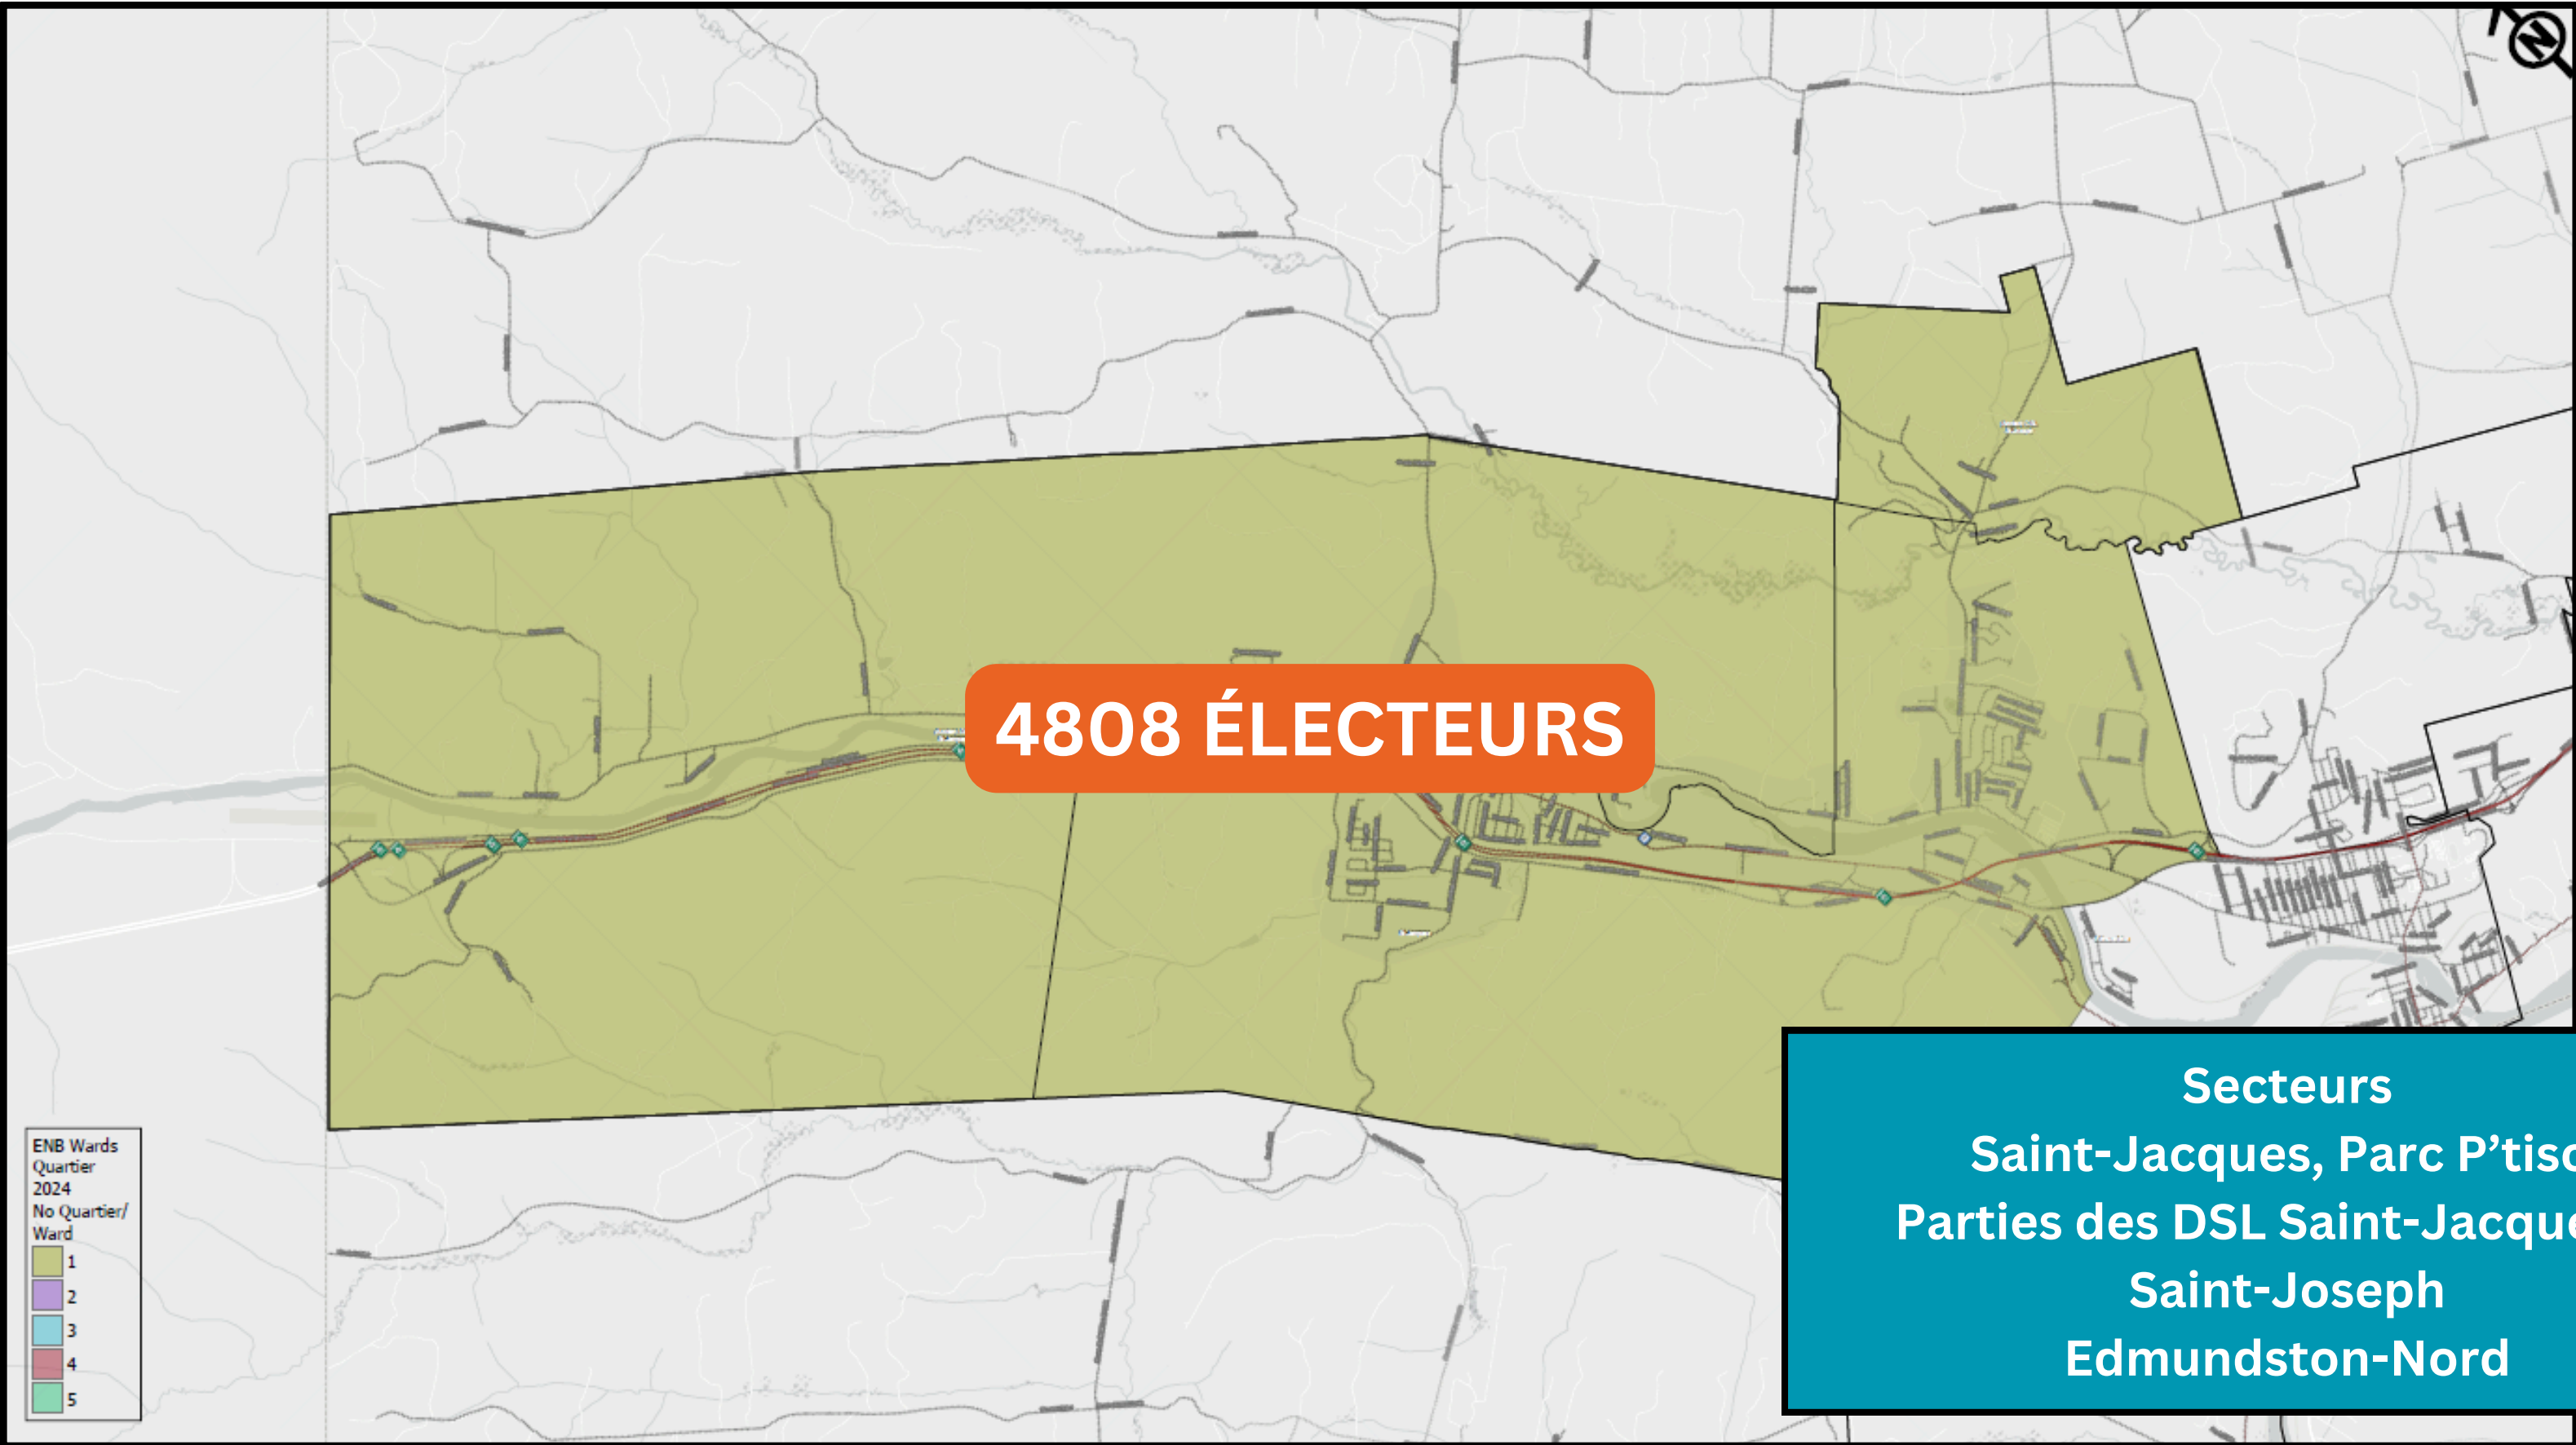 N
4808 ÉLECTEURS
Secteurs
Saint-Jacques, Parc P’tisc
Parties des DSL Saint-Jacque
Saint-Joseph
Edmundston-Nord
ENB Wards
Quartier
2024
No Quartier/
Ward
1
2
3
4
5